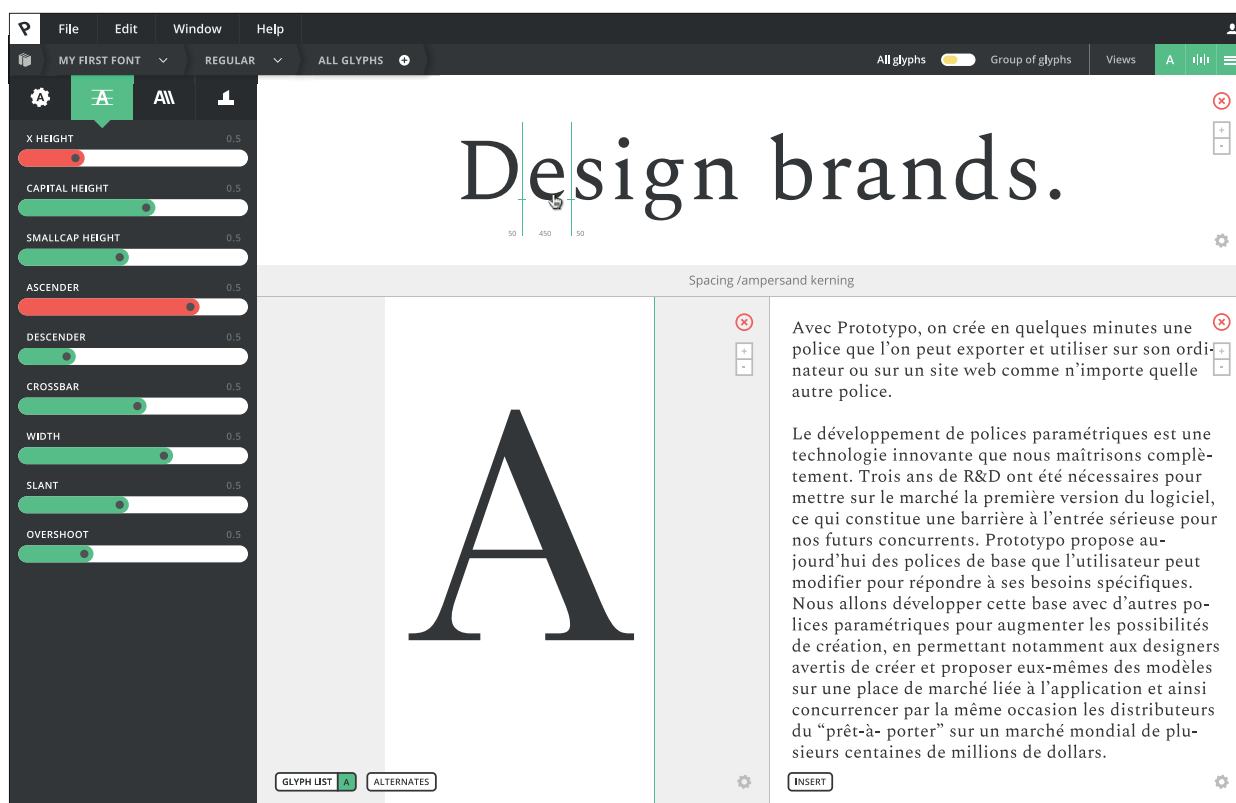 File Edit Window Help
MY FIRST FONT REGULAR ALL GLYPHS All glyphs Group of glyphs Views A
A A A\\
X HEIGHT 0.5
CAPITAL HEIGHT 0.5
SMALLCAP HEIGHT 0.5
ASCENDER 0.5
DESCENDER 0.5
CROSSBAR 0.5
WIDTH 0.5
SLANT 0.5
OVERSHOOT 0.5
Design brands.
50 450 50
Spacing /ampersand kerning
A
GLYPH LIST A ALTERNATES
Avec Prototypo, on crée en quelques minutes une
police que l’on peut exporter et utiliser sur son ordi-
nateur ou sur un site web comme n’importe quelle
autre police.
Le développement de polices paramétriques est une
technologie innovante que nous maîtrisons complè-
tement. Trois ans de R&D ont été nécessaires pour
mettre sur le marché la première version du logiciel,
ce qui constitue une barrière à l’entrée sérieuse pour
nos futurs concurrents. Prototypo propose au-
jourd’hui des polices de base que l’utilisateur peut
modifier pour répondre à ses besoins spécifiques.
Nous allons développer cette base avec d’autres po-
lices paramétriques pour augmenter les possibilités
de création, en permettant notamment aux designers
avertis de créer et proposer eux-mêmes des modèles
sur une place de marché liée à l’application et ainsi
concurrencer par la même occasion les distributeurs
du “prêt-à- porter” sur un marché mondial de plu-
sieurs centaines de millions de dollars.
INSERT